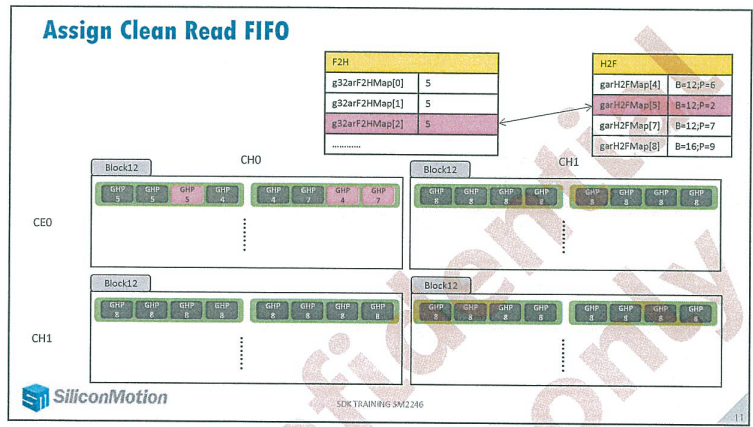 Assign Clean Read FIFO
F2H
g32arF2HMap[0] 5
g32arF2HMap[1] 5
g32arF2HMap[2] 5
............
H2F
garH2FMap[4] B=12;P=6
garH2FMap[5] B=12;P=2
garH2FMap[7] B=12;P=7
garH2FMap[8] B=16;P=9
CH0
CH1
CE0
Block12
GHP GHP GHP GHP GHP GHP GHP GHP
5 5 5 4 4 7 4 7
Block12
GHP GHP GHP GHP GHP GHP GHP GHP
8 8 8 8 8 8 8 8
CH1
Block12
GHP GHP GHP GHP GHP GHP GHP GHP
8 8 8 8 8 8 8 8
Block12
GHP GHP GHP GHP GHP GHP GHP GHP
8 8 8 8 8 8 8 8
SiliconMotion
SDK TRAINING SM2246
11
only